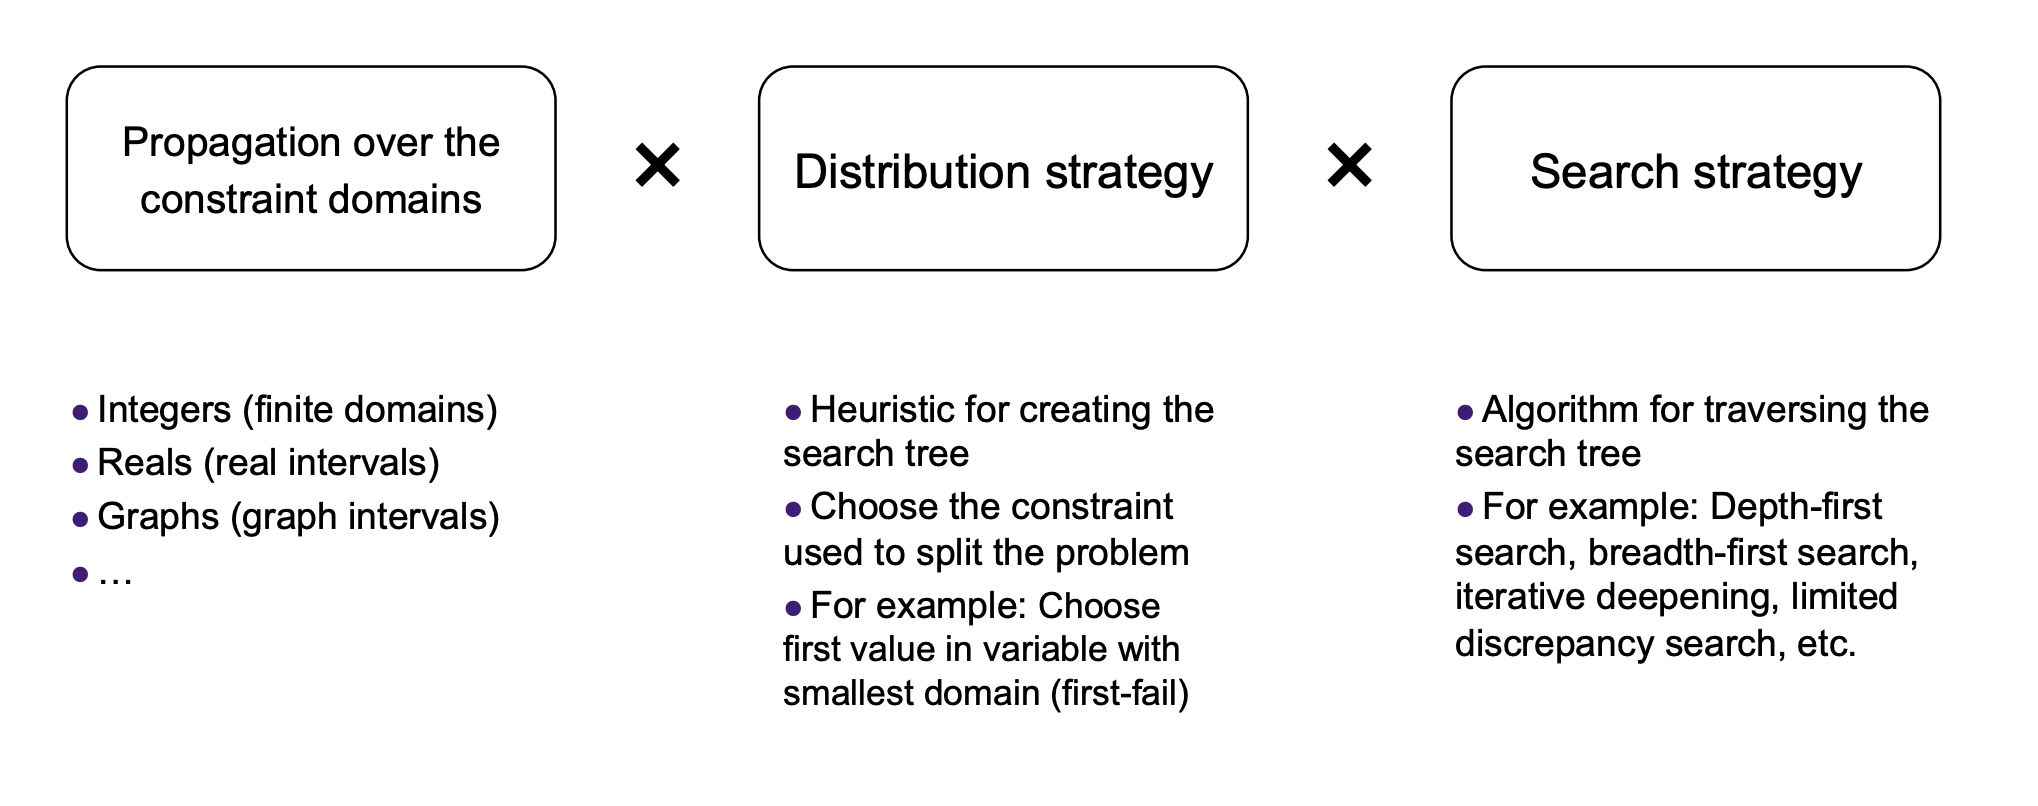 Propagation over the
constraint domains
×
Distribution strategy
×
Search strategy
● Integers (finite domains)
● Reals (real intervals)
● Graphs (graph intervals)
● …
● Heuristic for creating the
search tree
● Choose the constraint
used to split the problem
● For example: Choose
first value in variable with
smallest domain (first-fail)
● Algorithm for traversing the
search tree
● For example: Depth-first
search, breadth-first search,
iterative deepening, limited
discrepancy search, etc.